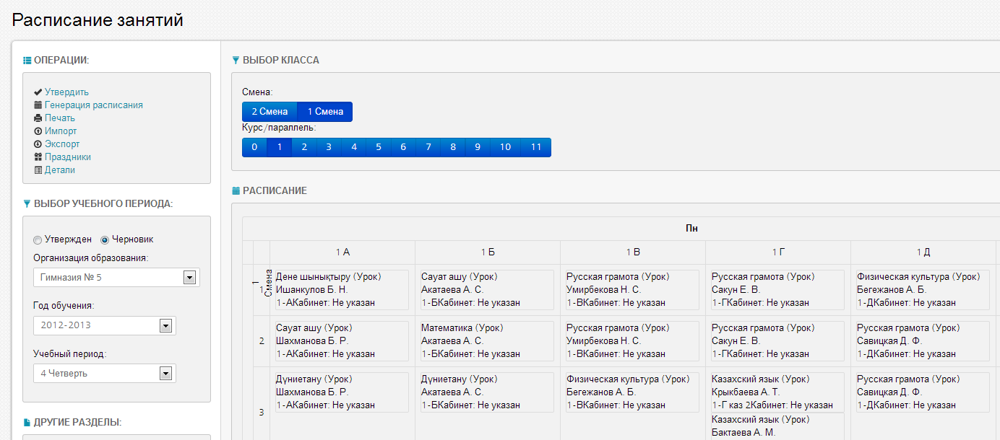 Расписание занятий
ОПЕРАЦИИ:
Утвердить
Генерация расписания
Печать
Импорт
Экспорт
Праздники
Детали
ВЫБОР УЧЕБНОГО ПЕРИОДА:
Утвержден Черновик
Организация образования:
Гимназия № 5
Год обучения:
2012-2013
Учебный период:
4 Четверть
ДРУГИЕ РАЗДЕЛЫ:
ВЫБОР КЛАССА
Смена:
2 Смена 1 Смена
Курс/параллель:
0 1 2 3 4 5 6 7 8 9 10 11
РАСПИСАНИЕ
Пн
1 А 1 Б 1 В 1 Г 1 Д
1 Смена
1
Дене шынықтыру (Урок)
Ишанкулов Б. Н.
1-АКабинет: Не указан
Сауат ашу (Урок)
Акатаева А. С.
1-БКабинет: Не указан
Русская грамота (Урок)
Умирбекова Н. С.
1-ВКабинет: Не указан
Русская грамота (Урок)
Сакун Е. В.
1-ГКабинет: Не указан
Физическая культура (Урок)
Бегежанов А. Б.
1-ДКабинет: Не указан
2
Сауат ашу (Урок)
Шахманова Б. Р.
1-АКабинет: Не указан
Математика (Урок)
Акатаева А. С.
1-БКабинет: Не указан
Русская грамота (Урок)
Умирбекова Н. С.
1-ВКабинет: Не указан
Русская грамота (Урок)
Сакун Е. В.
1-ГКабинет: Не указан
Русская грамота (Урок)
Савицкая Д. Ф.
1-ДКабинет: Не указан
3
Дүниетану (Урок)
Шахманова Б. Р.
1-АКабинет: Не указан
Дүниетану (Урок)
Акатаева А. С.
1-БКабинет: Не указан
Физическая культура (Урок)
Бегежанов А. Б.
1-ВКабинет: Не указан
Казахский язык (Урок)
Крыкбаева А. Т.
1-Г каз 2Кабинет: Не указан
Казахский язык (Урок)
Бактаева А. М.
Русская грамота (Урок)
Савицкая Д. Ф.
1-ДКабинет: Не указан